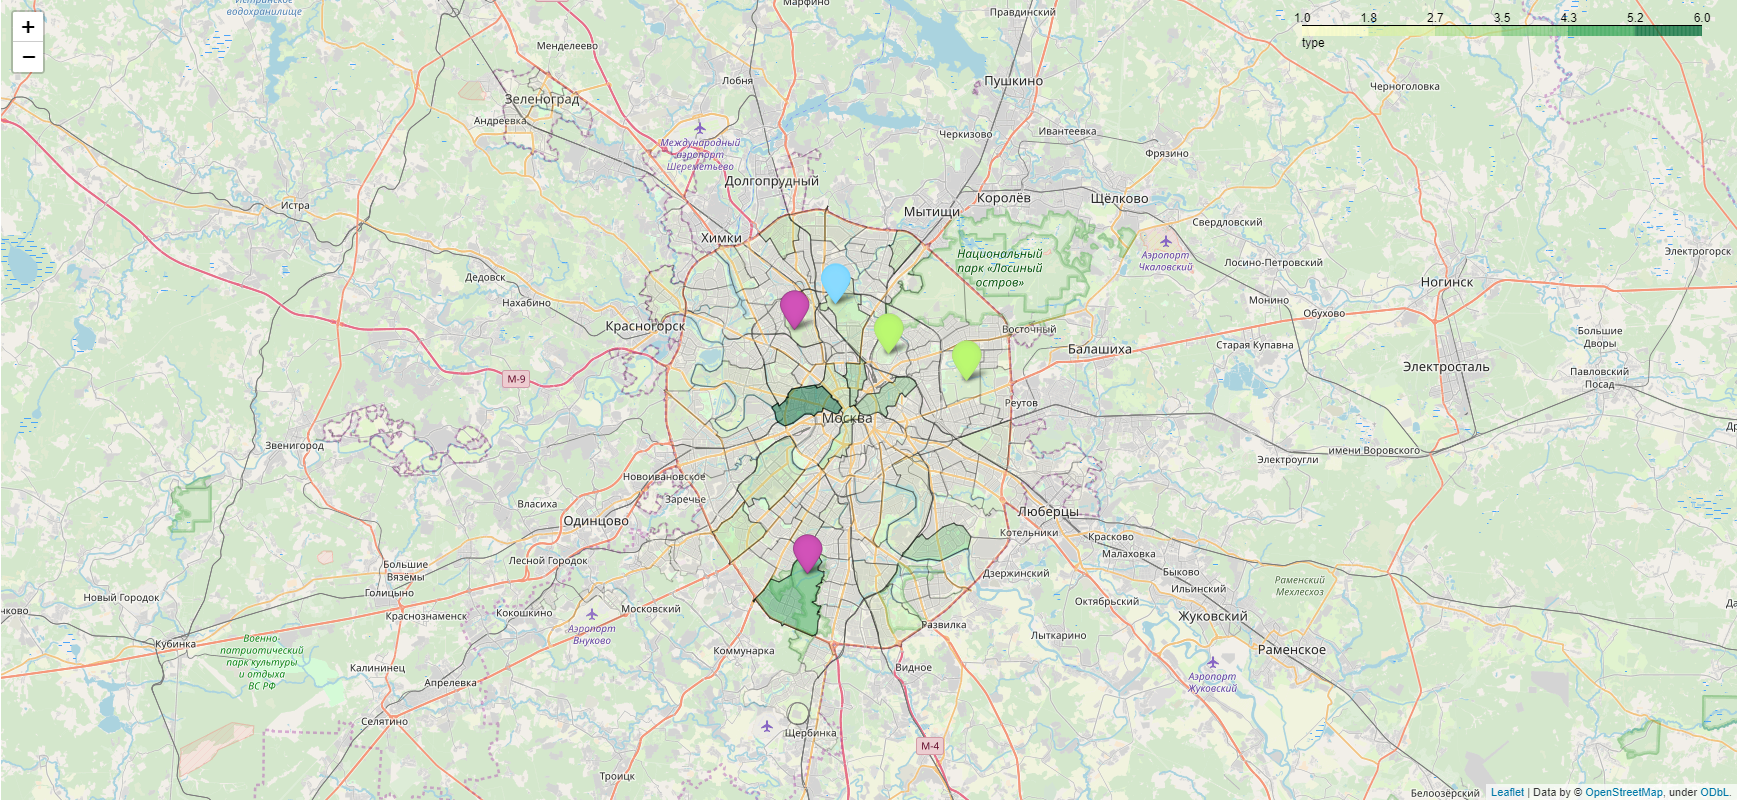 Истринское
водохранилище
Марфино
Правдинский
1.0 1.8 2.7 3.5 4.3 5.2 6.0
type
+
−
Менделеево
Лобня
Пушкино
Черноголовка
Зеленоград
Андреевка
Черкизово
Ивантеевка
Международный
аэропорт
Шереметьево
Фрязино
Долгопрудный
Королёв
Щёлково
Истра
Мытищи
Свердловский
Химки
Национальный
парк «Лосиный
остров»
Аэропорт
Чкаловский
Лосино-Петровский
Электрогорск
Дедовск
Ногинск
Нахабино
Монино
Обухово
Красногорск
Восточный
Большие
Дворы
Балашиха
Старая Купавна
Электросталь
М-9
Павловский
Посад
Реутов
Москва
Звенигород
имени Воровского
Электроугли
Новоивановское
Заречье
Власиха
Одинцово
Люберцы
Котельники
Красково
Малаховка
Лесной Городок
Большие
Вязёмы
Голицыно
Дзержинский
Быково
Ильинский
Раменский
Мехлесхоз
Новый Городок
Октябрьский
Краснознаменск
Кокошкино
Московский
Жуковский
Аэропорт
Внуково
Развилка
Лыткарино
Кубинка
Военно-
патриотический
парк культуры
и отдыха
ВС РФ
Коммунарка
Раменское
Калининец
Видное
Апрелевка
Аэропорт
Жуковский
Селятино
Щербинка
М-4
Троицк
Белоозёрский
Leaflet | Data by © OpenStreetMap, under ODbL.